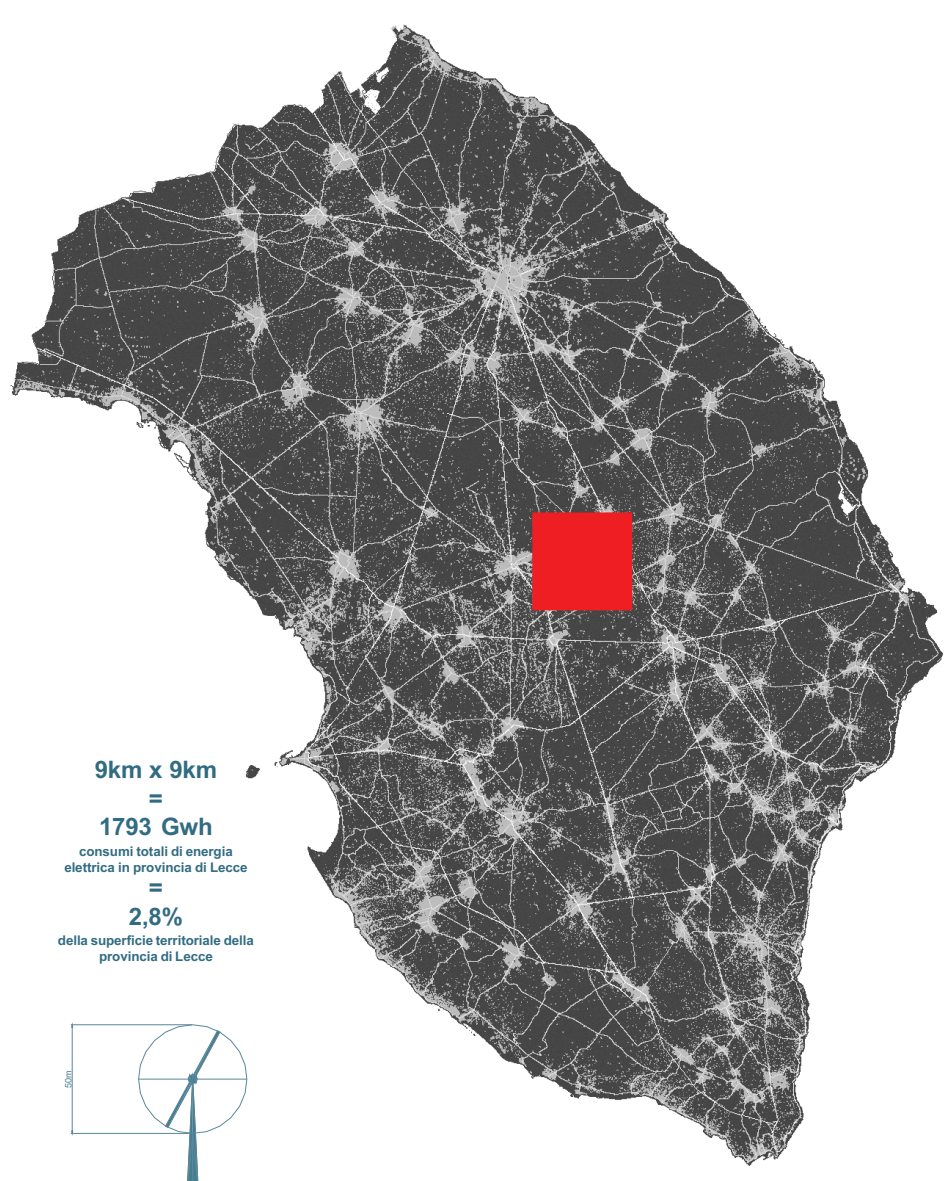 9km x 9km
=
1793 Gwh
consumi totali di energia
elettrica in provincia di Lecce
=
2,8%
della superficie territoriale della
provincia di Lecce
50m